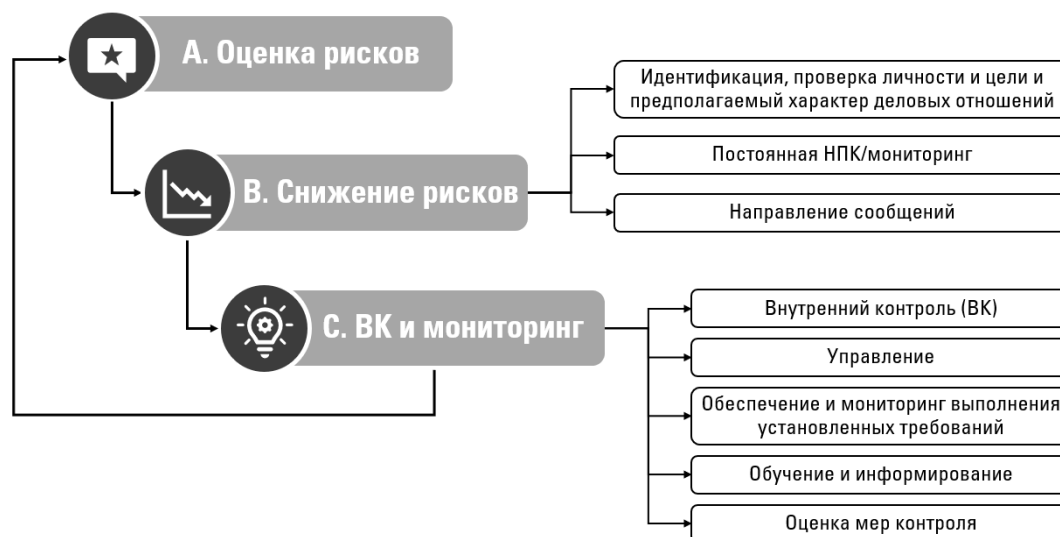 А. Оценка рисков
Идентификация, проверка личности и цели и
предполагаемый характер деловых отношений
Постоянная НПК/мониторинг
В. Снижение рисков
Направление сообщений
Внутренний контроль (ВК)
С. ВК и мониторинг
Управление
Обеспечение и мониторинг выполнения
установленных требований
Обучение и информирование
Оценка мер контроля